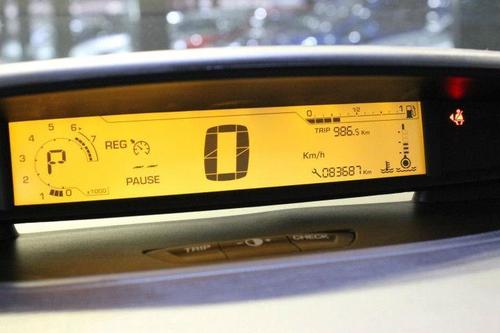 0 1/2 1
4 5 6 7
3
2
1 0 x1000
P
REG
PAUSE
0
TRIP 986.5 Km
Km/h
083687 Km
TRIP
CHECK